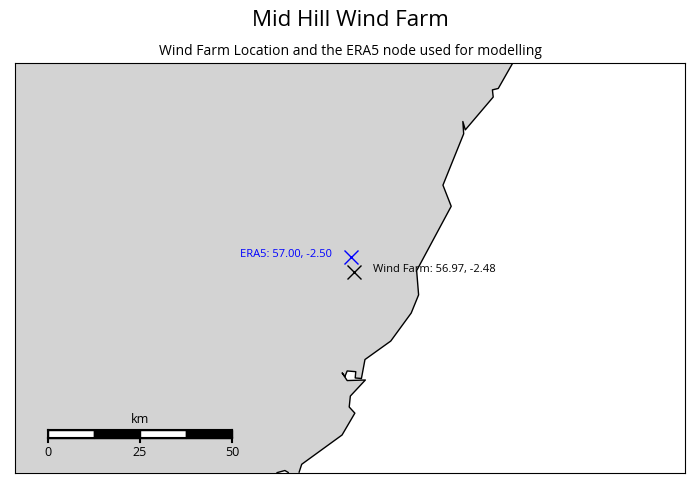 Mid Hill Wind Farm
Wind Farm Location and the ERA5 node used for modelling
ERA5: 57.00, -2.50
Wind Farm: 56.97, -2.48
km
0 25 50